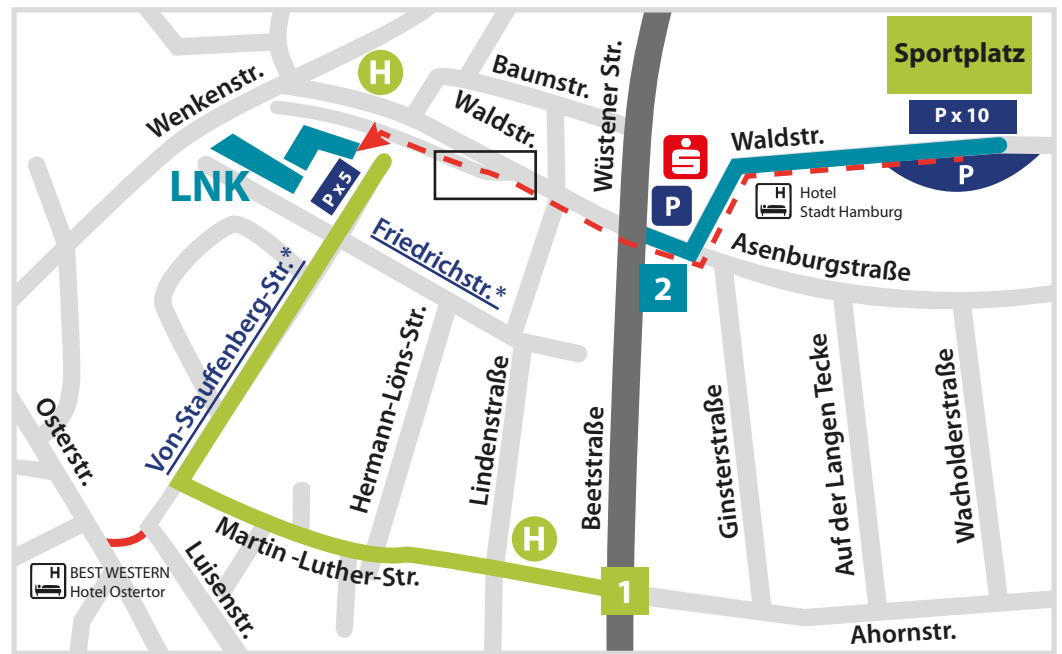 Sportplatz
P x 10
Wenkenstr.
H
Baumstr.
Waldstr.
Wüstener Str.
Waldstr.
P
P
H
Hotel
Stadt Hamburg
LNK
P x 5
Friedrichstr.*
Asenburgstraße
2
Von-Stauffenberg-Str.*
Hermann-Löns-Str.
Lindenstraße
Beetstraße
Ginsterstraße
Auf der Langen Tecke
Wacholderstraße
Osterstr.
Martin -Luther-Str.
H
1
Luisenstr.
H
BEST WESTERN
Hotel Ostertor
Ahornstr.